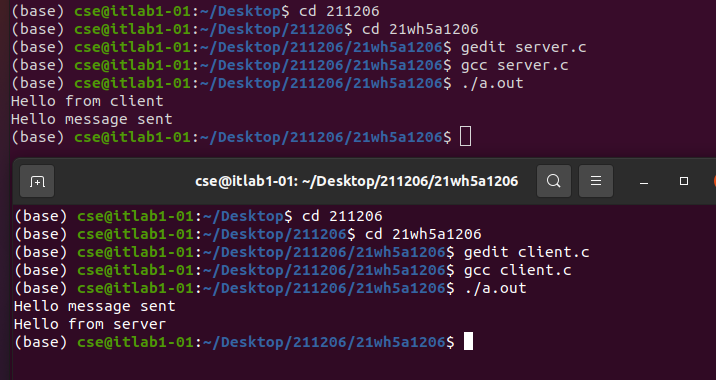 (base) cse@itlab1-01:~/Desktop$ cd 211206
(base) cse@itlab1-01:~/Desktop/211206$ cd 21wh5a1206
(base) cse@itlab1-01:~/Desktop/211206/21wh5a1206$ gedit server.c
(base) cse@itlab1-01:~/Desktop/211206/21wh5a1206$ gcc server.c
(base) cse@itlab1-01:~/Desktop/211206/21wh5a1206$ ./a.out
Hello from client
Hello message sent
(base) cse@itlab1-01:~/Desktop/211206/21wh5a1206$
cse@itlab1-01: ~/Desktop/211206/21wh5a1206
(base) cse@itlab1-01:~/Desktop$ cd 211206
(base) cse@itlab1-01:~/Desktop/211206$ cd 21wh5a1206
(base) cse@itlab1-01:~/Desktop/211206/21wh5a1206$ gedit client.c
(base) cse@itlab1-01:~/Desktop/211206/21wh5a1206$ gcc client.c
(base) cse@itlab1-01:~/Desktop/211206/21wh5a1206$ ./a.out
Hello message sent
Hello from server
(base) cse@itlab1-01:~/Desktop/211206/21wh5a1206$